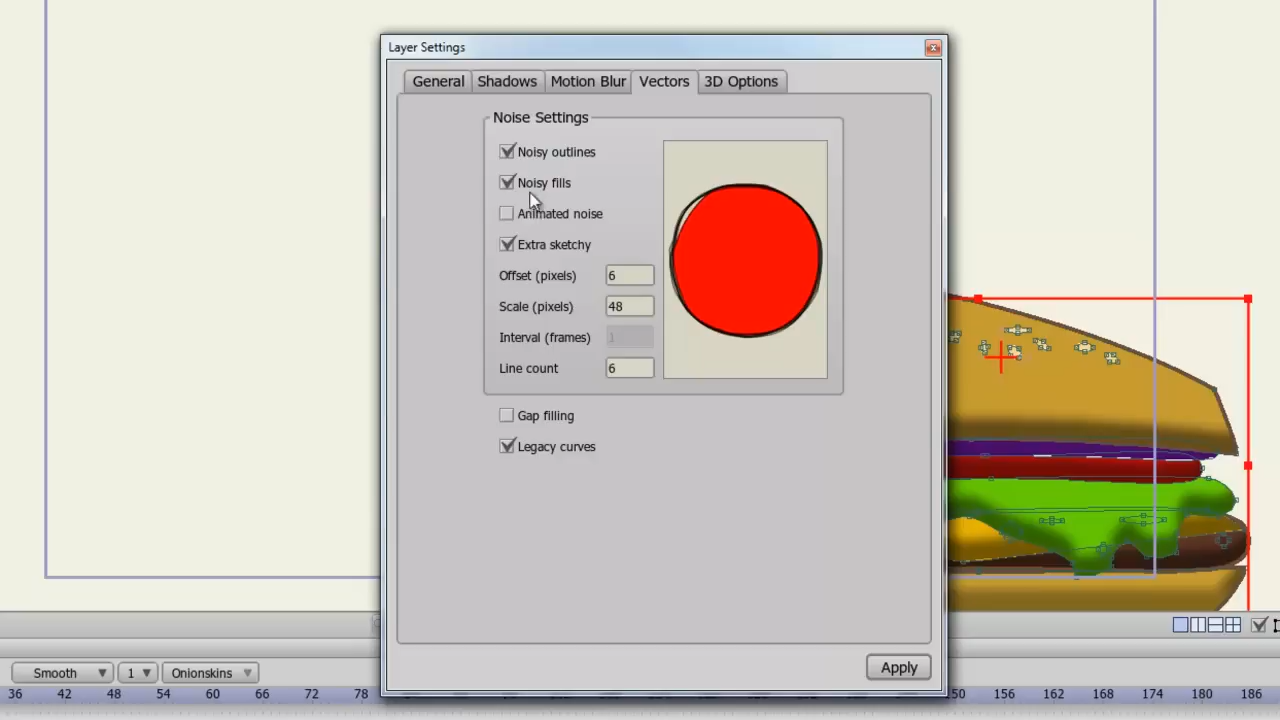 Layer Settings
General Shadows Motion Blur Vectors 3D Options
Noise Settings
Noisy outlines
Noisy fills
Animated noise
Extra sketchy
Offset (pixels) 6
Scale (pixels) 48
Interval (frames) 1
Line count 6
Gap filling
Legacy curves
Apply
Smooth 1 Onionskins
36 42 48 54 60 66 72 78 150 156 162 168 174 180 186